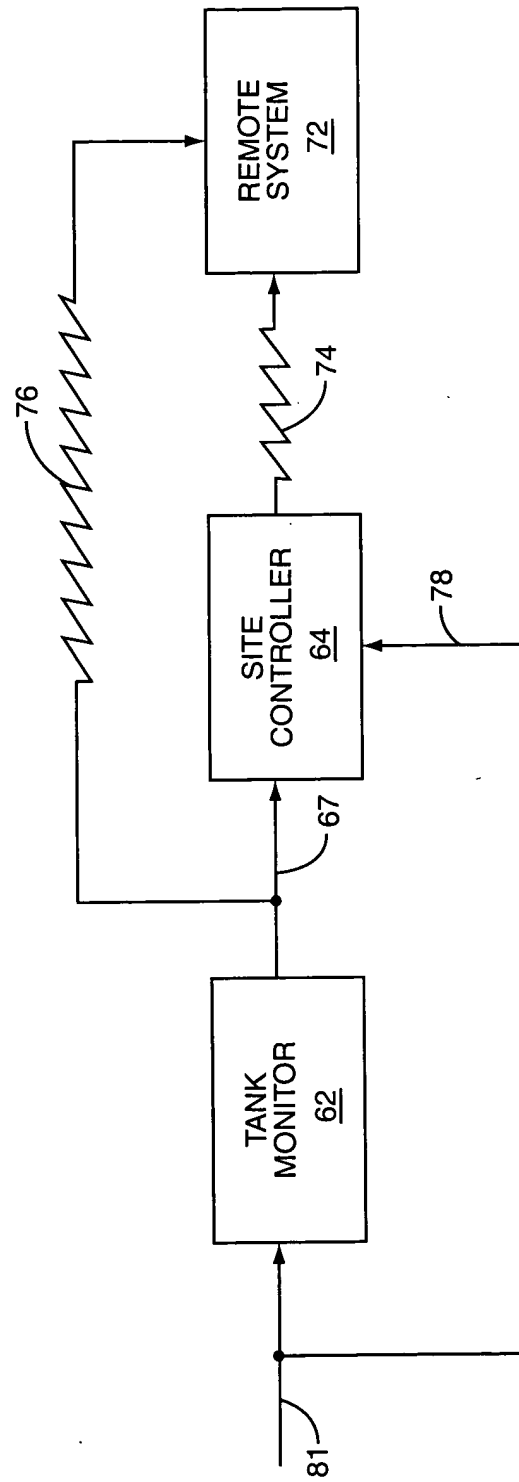 81
TANK
MONITOR
62
67
SITE
CONTROLLER
64
78
76
74
REMOTE
SYSTEM
72